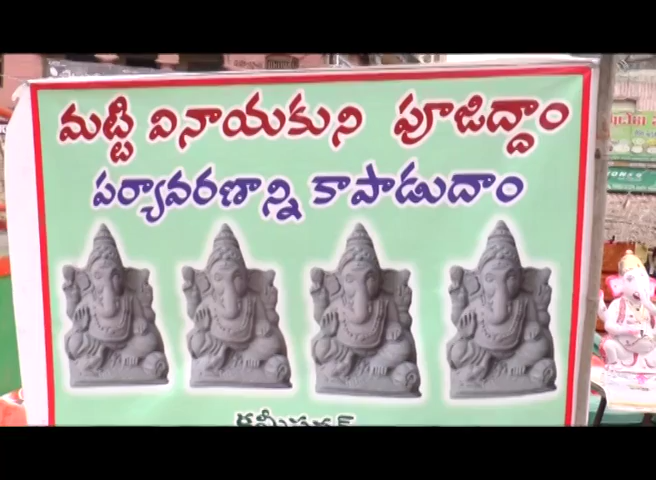 మట్టి వినాయకుని పూజిద్దాం
పర్యావరణాన్ని కాపాడుదాం